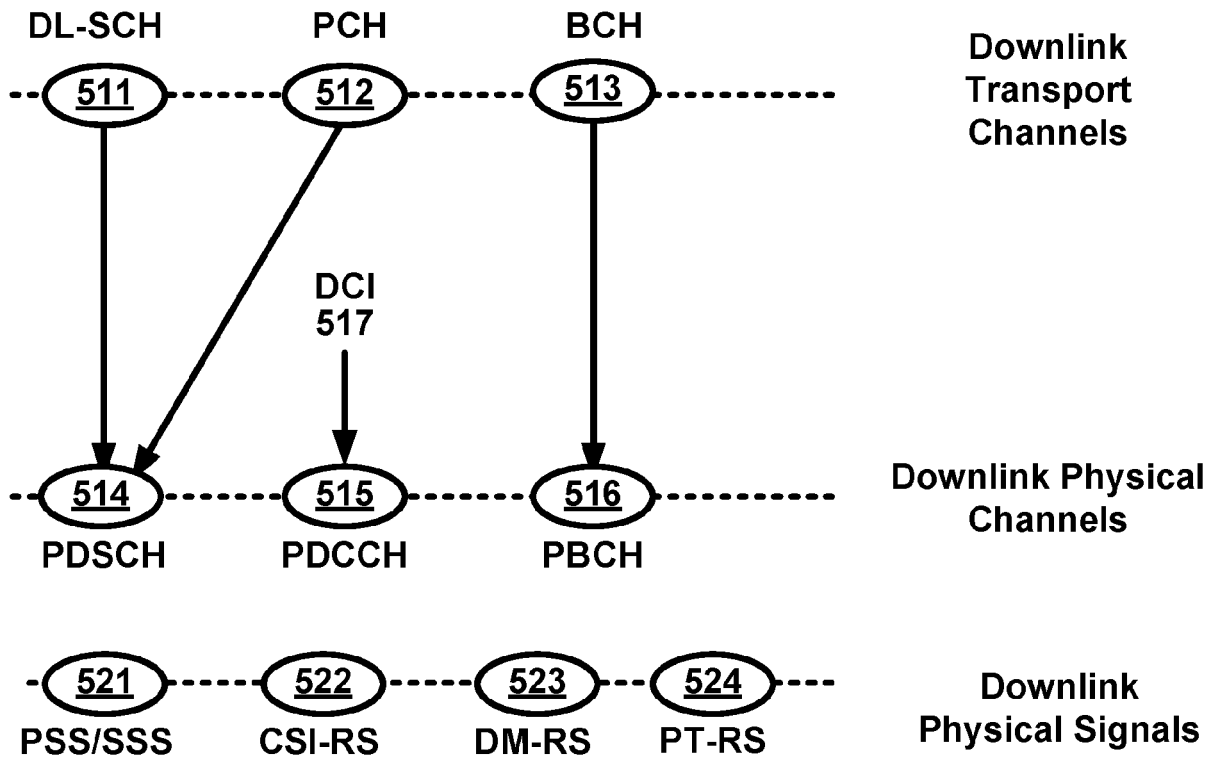 DL-SCH PCH BCH
511 512 513
Downlink
Transport
Channels
DCI
517
514 515 516
PDSCH PDCCH PBCH
Downlink Physical
Channels
521 522 523 524
PSS/SSS CSI-RS DM-RS PT-RS
Downlink
Physical Signals